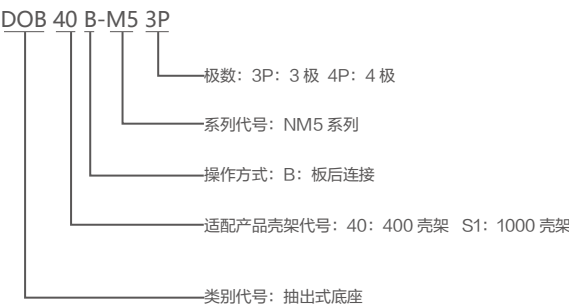 DOB 40 B-M5 3P
极数：3P：3 极 4P：4 极
系列代号：NM5 系列
操作方式：B：板后连接
适配产品壳架代号：40：400 壳架 S1：1000 壳架
类别代号：抽出式底座